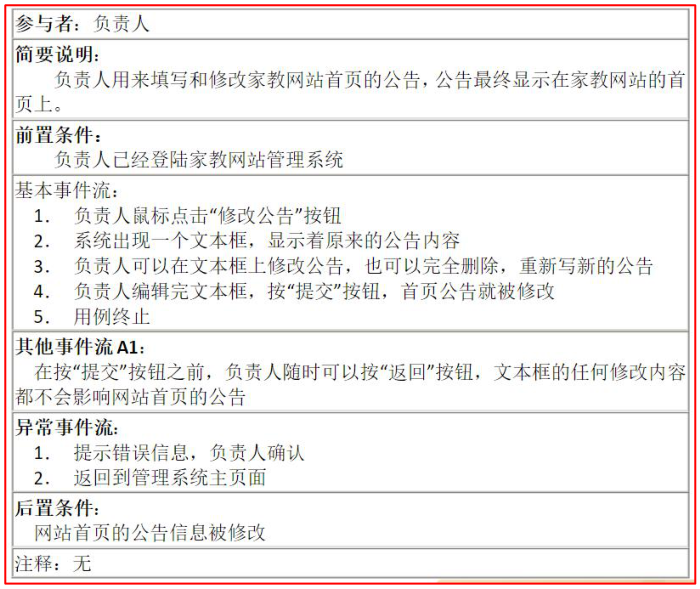 参与者：负责人
简要说明：
负责人用来填写和修改家教网站首页的公告，公告最终显示在家教网站的首
页上。
前置条件：
负责人已经登陆家教网站管理系统
基本事件流：
1. 负责人鼠标点击“修改公告”按钮
2. 系统出现一个文本框，显示着原来的公告内容
3. 负责人可以在文本框上修改公告，也可以完全删除，重新写新的公告
4. 负责人编辑完文本框，按“提交”按钮，首页公告就被修改
5. 用例终止
其他事件流 A1：
在按“提交”按钮之前，负责人随时可以按“返回”按钮，文本框的任何修改内容
都不会影响网站首页的公告
异常事件流：
1. 提示错误信息，负责人确认
2. 返回到管理系统主页面
后置条件：
网站首页的公告信息被修改
注释：无